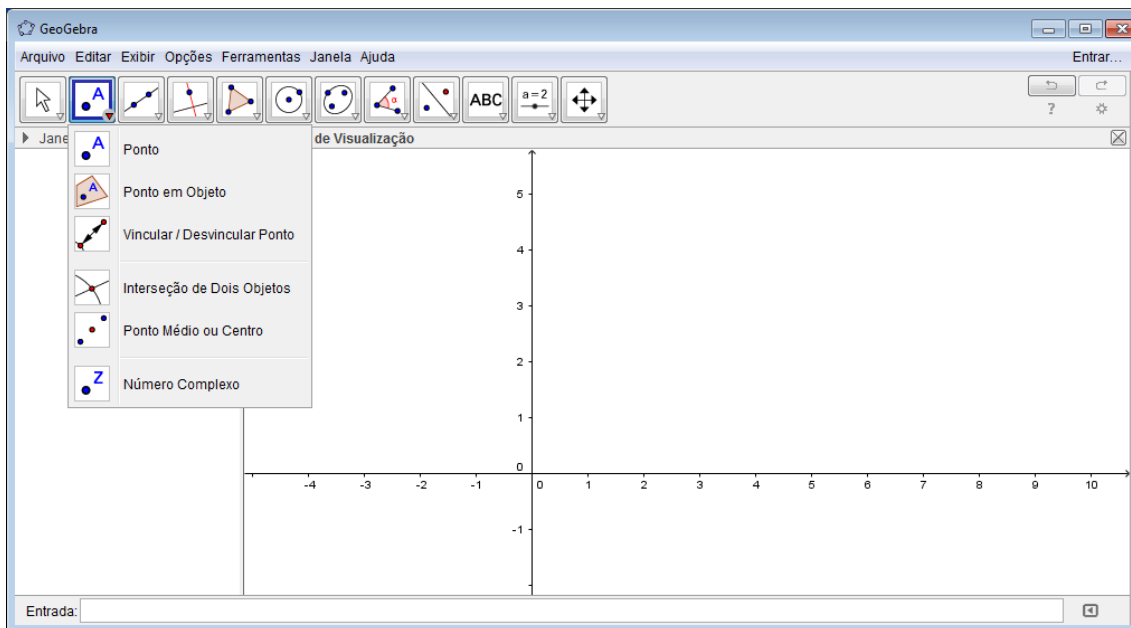 GeoGebra
Arquivo Editar Exibir Opções Ferramentas Janela Ajuda Entrar...
A α ABC a=2 ?
Jane de Visualização
A Ponto
A Ponto em Objeto
Vincular / Desvincular Ponto
Interseção de Dois Objetos
Ponto Médio ou Centro
Z Número Complexo
5
4
3
2
1
0
-4 -3 -2 -1 0 1 2 3 4 5 6 7 8 9 10
-1
Entrada: